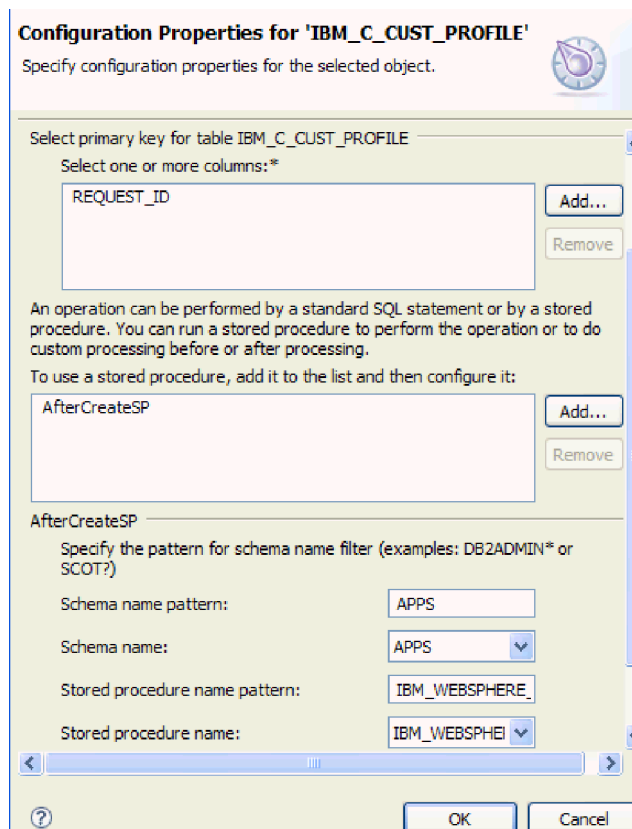 Configuration Properties for 'IBM_C_CUST_PROFILE'
Specify configuration properties for the selected object.
Select primary key for table IBM_C_CUST_PROFILE
Select one or more columns:*
REQUEST_ID
Add...
Remove
An operation can be performed by a standard SQL statement or by a stored
procedure. You can run a stored procedure to perform the operation or to do
custom processing before or after processing.
To use a stored procedure, add it to the list and then configure it:
AfterCreateSP
Add...
Remove
AfterCreateSP
Specify the pattern for schema name filter (examples: DB2ADMIN* or
SCOT?)
Schema name pattern: APPS
Schema name: APPS
Stored procedure name pattern: IBM_WEBSPHERE_
Stored procedure name: IBM_WEBSPHE
? OK Cancel